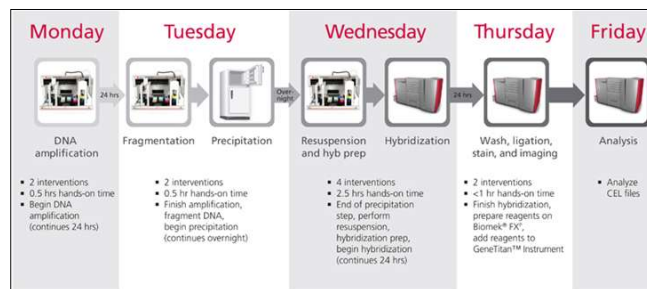 Monday
Tuesday
Wednesday
Thursday
Friday
24 hrs
Over-
night
24 hrs
DNA
amplification
Fragmentation
Precipitation
Resuspension
and hyb prep
Hybridization
Wash, ligation,
stain, and imaging
Analysis
▪ 2 interventions
▪ 0.5 hrs hands-on time
▪ Begin DNA
amplification
(continues 24 hrs)
▪ 2 interventions
▪ 0.5 hr hands-on time
▪ Finish amplification,
fragment DNA,
begin precipitation
(continues overnight)
▪ 4 interventions
▪ 2.5 hrs hands-on time
▪ End of precipitation
step, perform
resuspension,
hybridization prep,
begin hybridization
(continues 24 hrs)
▪ 2 interventions
▪ <1 hr hands-on time
▪ Finish hybridization,
prepare reagents on
Biomek® FXᴾ,
add reagents to
GeneTitan™ Instrument
▪ Analyze
CEL files